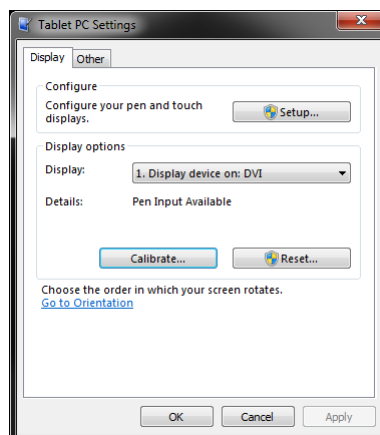 Tablet PC Settings
Display
Other
Configure
Configure your pen and touch
displays.
Setup...
Display options
Display:
1. Display device on: DVI
Details:
Pen Input Available
Calibrate...
Reset...
Choose the order in which your screen rotates.
Go to Orientation
OK
Cancel
Apply